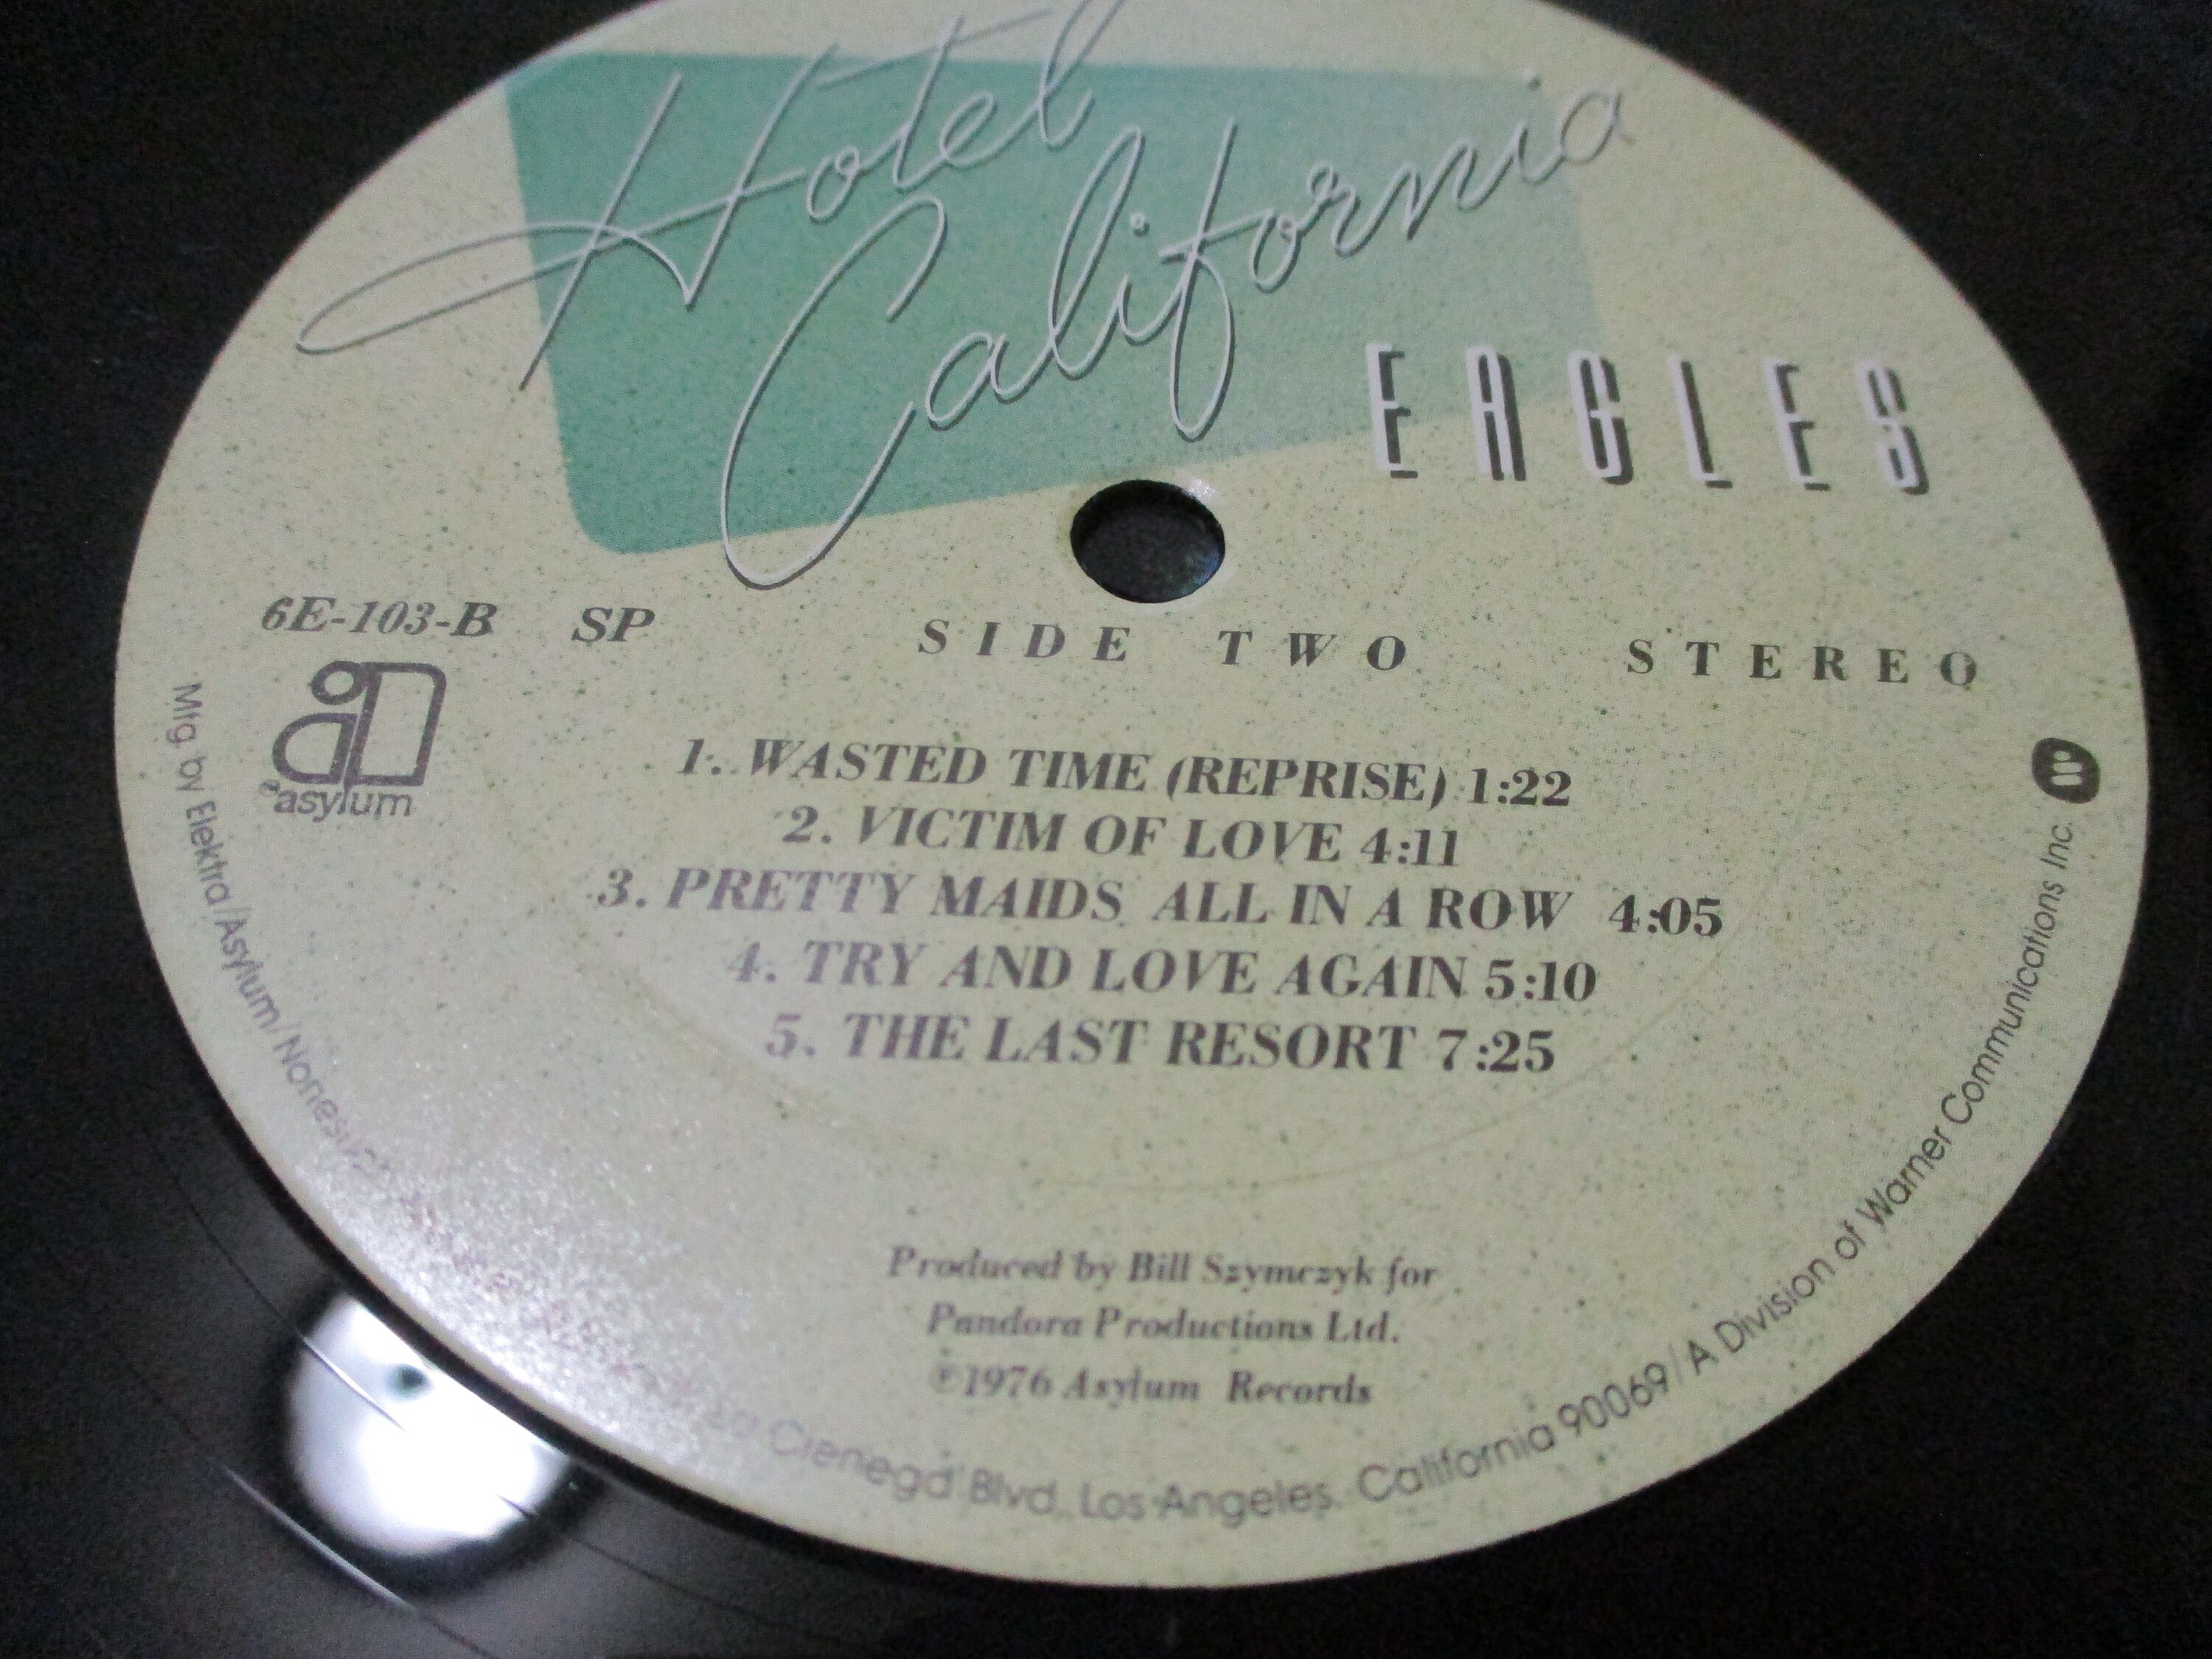 Hotel
California
EAGLES
6E-103-B SP SIDE TWO STEREO
asylum
1. WASTED TIME (REPRISE) 1:22
2. VICTIM OF LOVE 4:11
3. PRETTY MAIDS ALL IN A ROW 4:05
4. TRY AND LOVE AGAIN 5:10
5. THE LAST RESORT 7:25
Produced by Bill Szymczyk for
Pandora Productions Ltd.
℗1976 Asylum Records
Mfg. by Elektra/Asylum/Nonesuch Cienega Blvd. Los Angeles, California 90069/A Division of Warner Communications Inc.